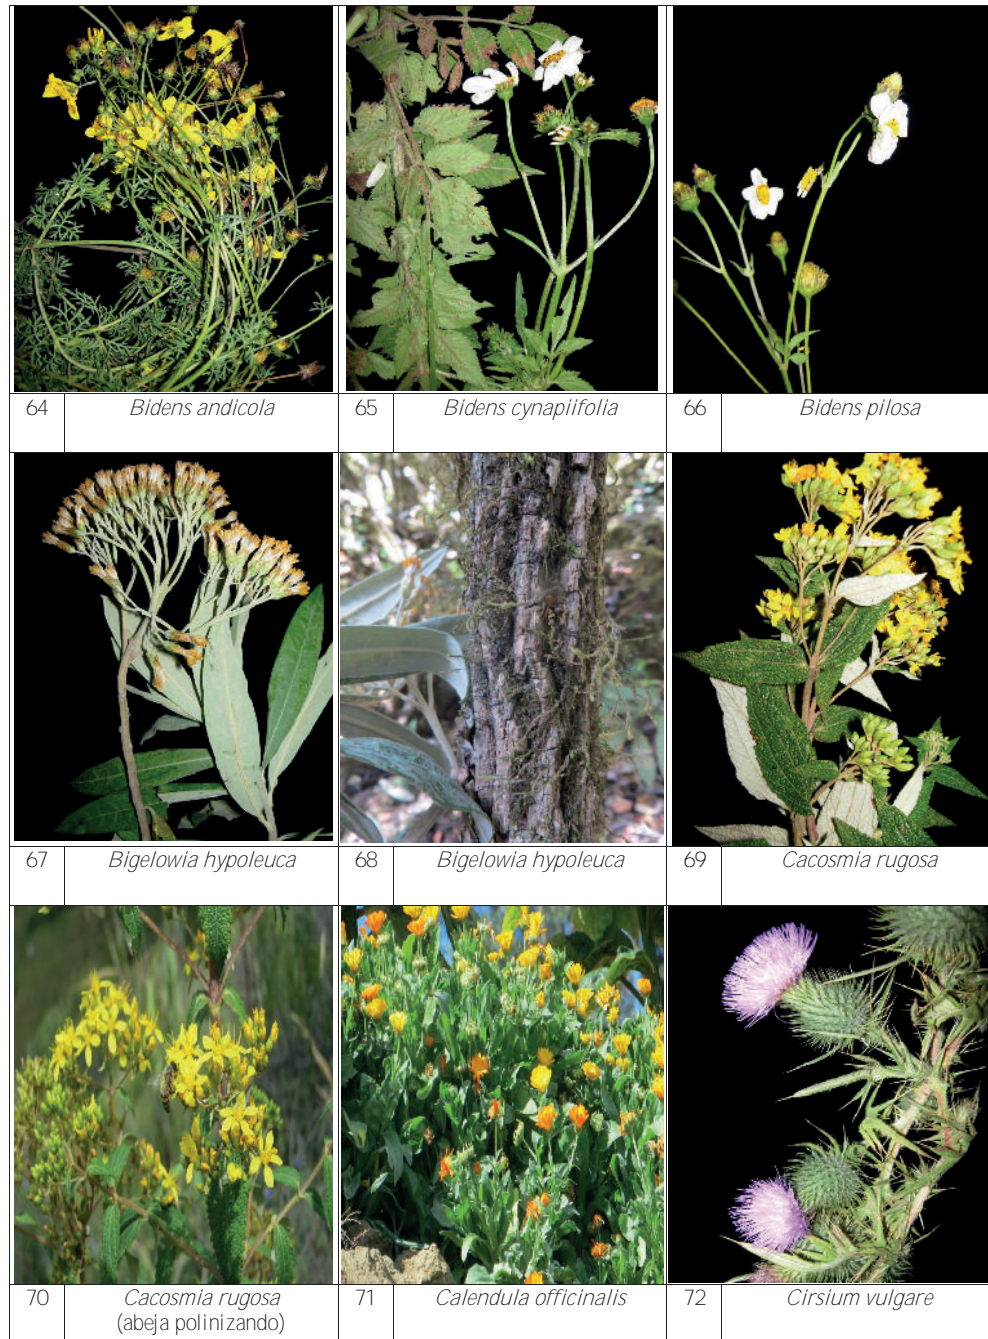 64 Bidens andicola 65 Bidens cynapiifolia 66 Bidens pilosa
67 Bigelowia hypoleuca 68 Bigelowia hypoleuca 69 Cacosmia rugosa
70 Cacosmia rugosa 71 Calendula officinalis 72 Cirsium vulgare
(abeja polinizando)